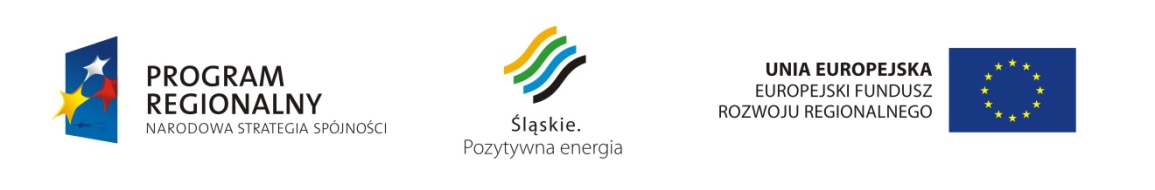 PROGRAM
REGIONALNY
NARODOWA STRATEGIA SPÓJNOŚCI
Śląskie.
Pozytywna energia
UNIA EUROPEJSKA
EUROPEJSKI FUNDUSZ
ROZWOJU REGIONALNEGO